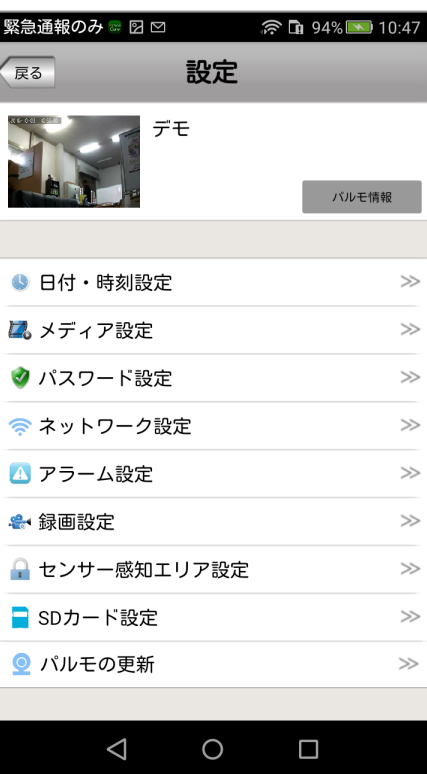 緊急通報のみ 94% 10:47
戻る 設定
デモ
パルモ情報
日付・時刻設定
メディア設定
パスワード設定
ネットワーク設定
アラーム設定
録画設定
センサー感知エリア設定
SDカード設定
パルモの更新